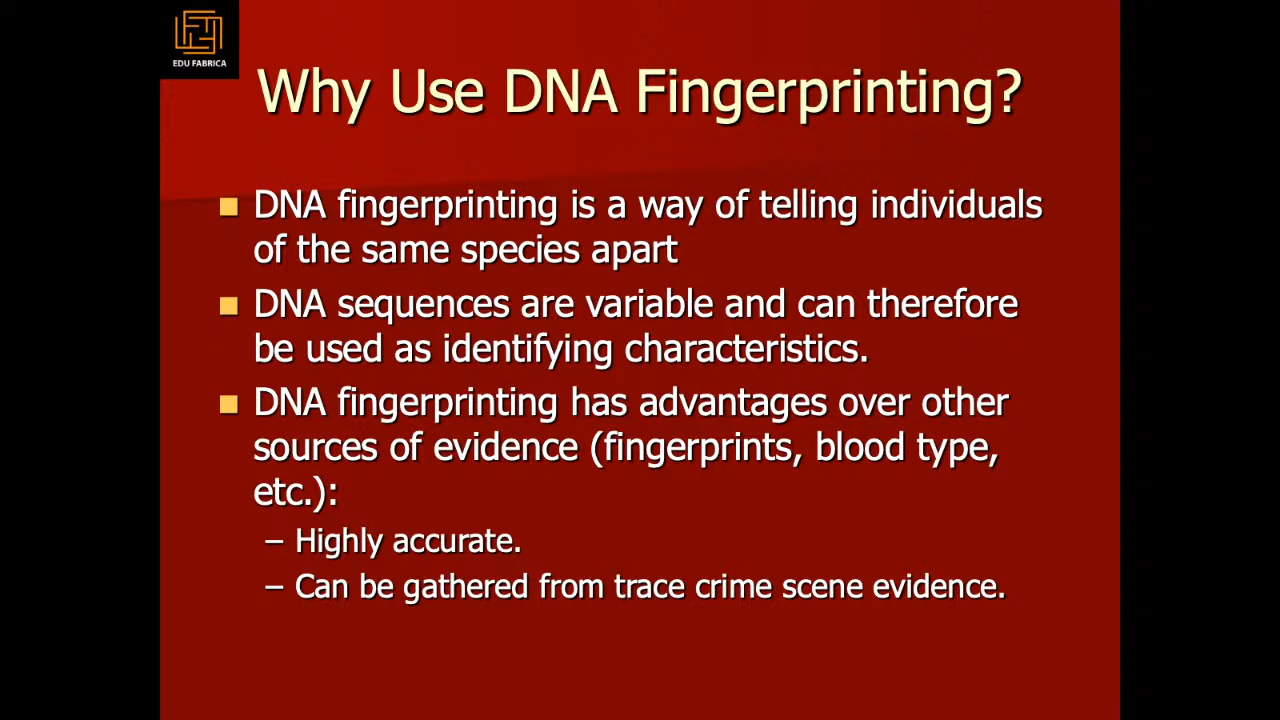 EDU FABRICA
Why Use DNA Fingerprinting?
DNA fingerprinting is a way of telling individuals
of the same species apart
DNA sequences are variable and can therefore
be used as identifying characteristics.
DNA fingerprinting has advantages over other
sources of evidence (fingerprints, blood type,
etc.):
– Highly accurate.
– Can be gathered from trace crime scene evidence.